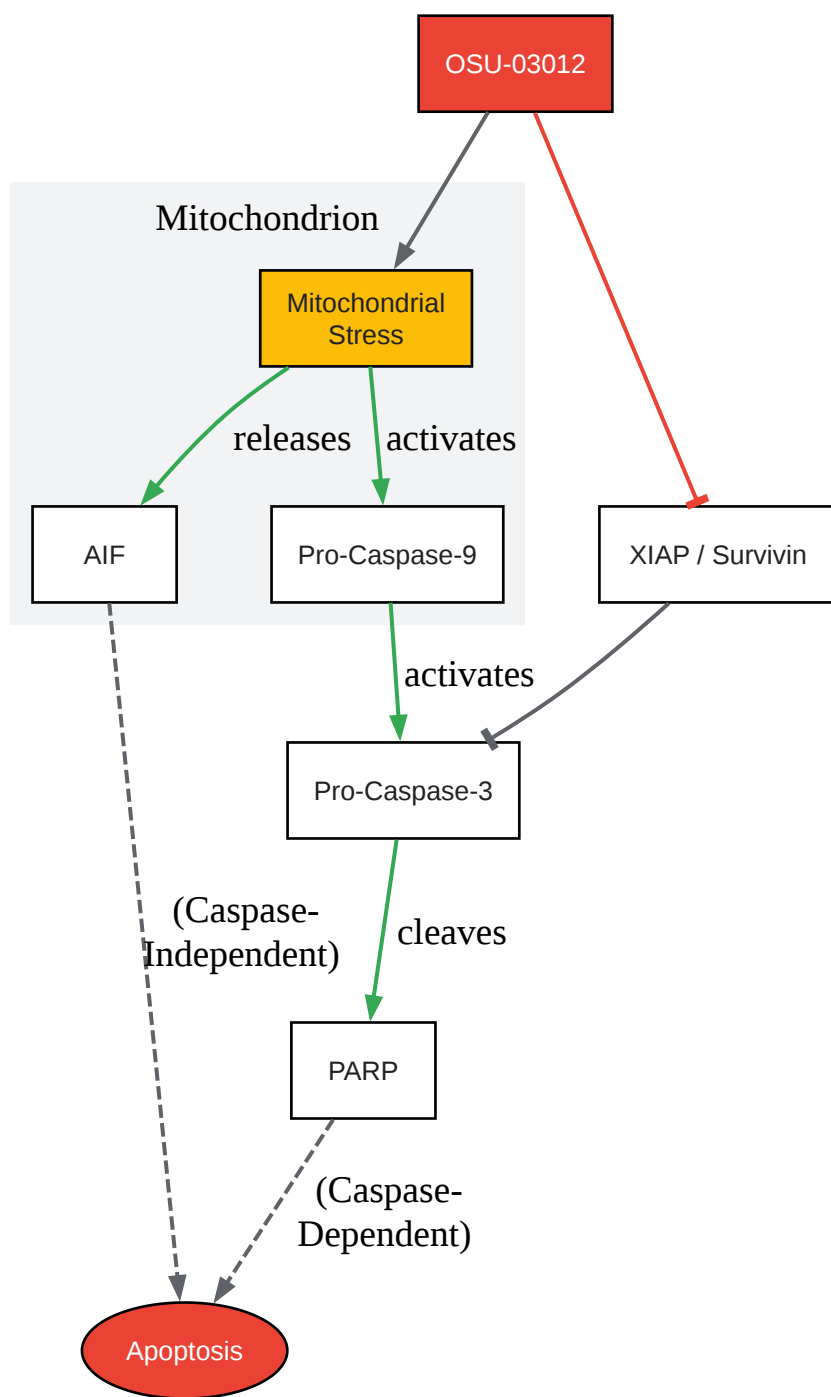 OSU-03012
Mitochondrion
Mitochondrial
Stress
releases
activates
AIF
Pro-Caspase-9
XIAP / Survivin
activates
Pro-Caspase-3
(Caspase-
Independent)
cleaves
PARP
(Caspase-
Dependent)
Apoptosis